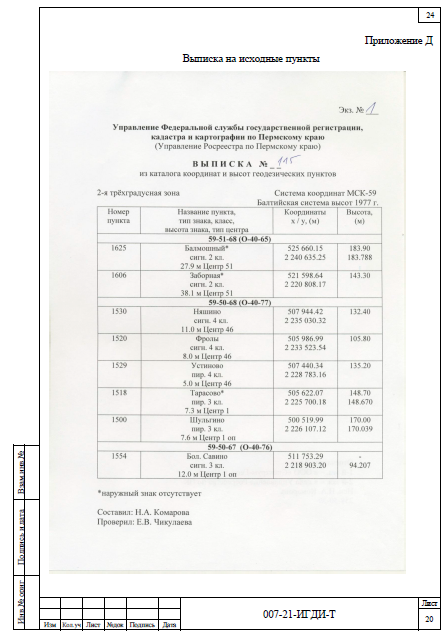 24
Приложение Д
Выписка на исходные пункты
Экз. № 1
Управление Федеральной службы государственной регистрации,
кадастра и картографии по Пермскому краю
(Управление Росреестра по Пермскому краю)
ВЫПИСКА № 115
из каталога координат и высот геодезических пунктов
2-я трёхградусная зона Система координат МСК-59
Балтийская система высот 1977 г.
Номер пункта Название пункта, тип знака, класс, высота знака, тип центра Координаты x / y, (м) Высота, (м)
59-51-68 (О-40-65)
1625 Балмошный* 525 660.15 183.90
сигн. 2 кл. 2 240 635.25 183.788
27.9 м Центр 51
1606 Заборная* 521 598.64 143.30
сигн. 2 кл. 2 220 808.17
38.1 м Центр 51
59-50-68 (О-40-77)
1530 Няшино 507 944.42 132.40
сигн. 4 кл. 2 235 030.32
11.0 м Центр 46
1520 Фролы 505 986.99 105.80
сигн. 4 кл. 2 233 523.54
8.0 м Центр 46
1529 Устиново 507 440.34 135.20
пир. 4 кл. 2 228 783.16
5.0 м Центр 46
1518 Тарасово* 505 622.07 148.70
пир. 3 кл. 2 225 700.18 148.670
7.3 м Центр 1
1500 Шульгино 500 519.99 170.00
пир. 3 кл. 2 226 107.12 170.039
7.6 м Центр 1 оп
59-50-67 (О-40-76)
1554 Бол. Савино 511 753.29 -
сигн. 3 кл. 2 218 903.20 94.207
12.0 м Центр 1 оп
*наружный знак отсутствует
Составил: Н.А. Комарова
Проверил: Е.В. Чикулаева
Взам инв №
Подпись и дата
Инв № ориг
Изм Кол.уч Лист №док Подпись Дата
007-21-ИГДИ-Т
Лист
20